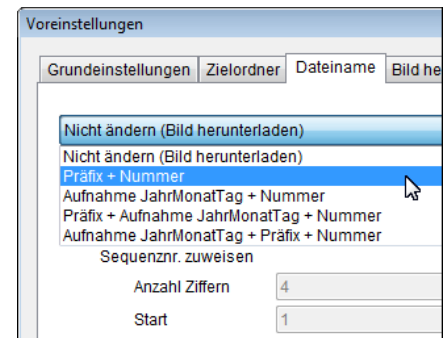 Voreinstellungen
Grundeinstellungen Zielordner Dateiname Bild he
Nicht ändern (Bild herunterladen)
Nicht ändern (Bild herunterladen)
Präfix + Nummer
Aufnahme JahrMonatTag + Nummer
Präfix + Aufnahme JahrMonatTag + Nummer
Aufnahme JahrMonatTag + Präfix + Nummer
Sequenznr. zuweisen
Anzahl Ziffern 4
Start 1